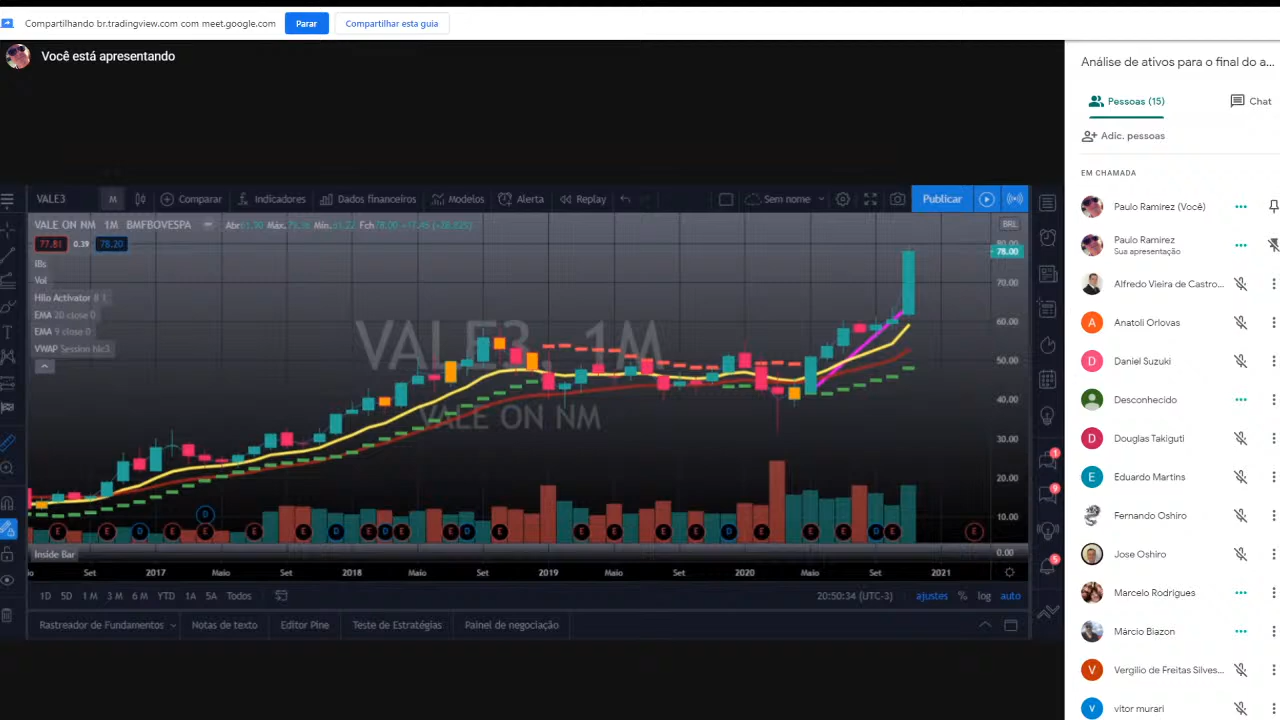 Compartilhando br.tradingview.com com meet.google.com Parar Compartilhar esta guia
Você está apresentando
VALE3 M Comparar Indicadores Dados financeiros Modelos Alerta Replay Sem nome Publicar
VALE ON NM 1M BMFBOVESPA
77.81 0.39 78.20
IBs
Vol
Hilo Activator 8
EMA 20 close 0
EMA 9 close 0
VWAP Session hlc3
VALE3, 1M
VALE ON NM
BRL
80.00
78.00
70.00
60.00
50.00
40.00
30.00
20.00
10.00
0.00
Inside Bar
Set 2017 Maio Set 2018 Maio Set 2019 Maio Set 2020 Maio Set 2021
1D 5D 1M 3M 6M YTD 1A 5A Todos 20:50:34 (UTC-3) ajustes % log auto
Rastreador de Fundamentos Notas de texto Editor Pine Teste de Estratégias Painel de negociação
Análise de ativos para o final do a...
Pessoas (15) Chat
Adic. pessoas
EM CHAMADA
Paulo Ramirez (Você)
Paulo Ramirez
Sua apresentação
Alfredo Vieira de Castro...
A Anatoli Orlovas
D Daniel Suzuki
Desconhecido
D Douglas Takiguti
E Eduardo Martins
Fernando Oshiro
Jose Oshiro
Marcelo Rodrigues
Márcio Biazon
V Vergilio de Freitas Silves...
V vitor murari